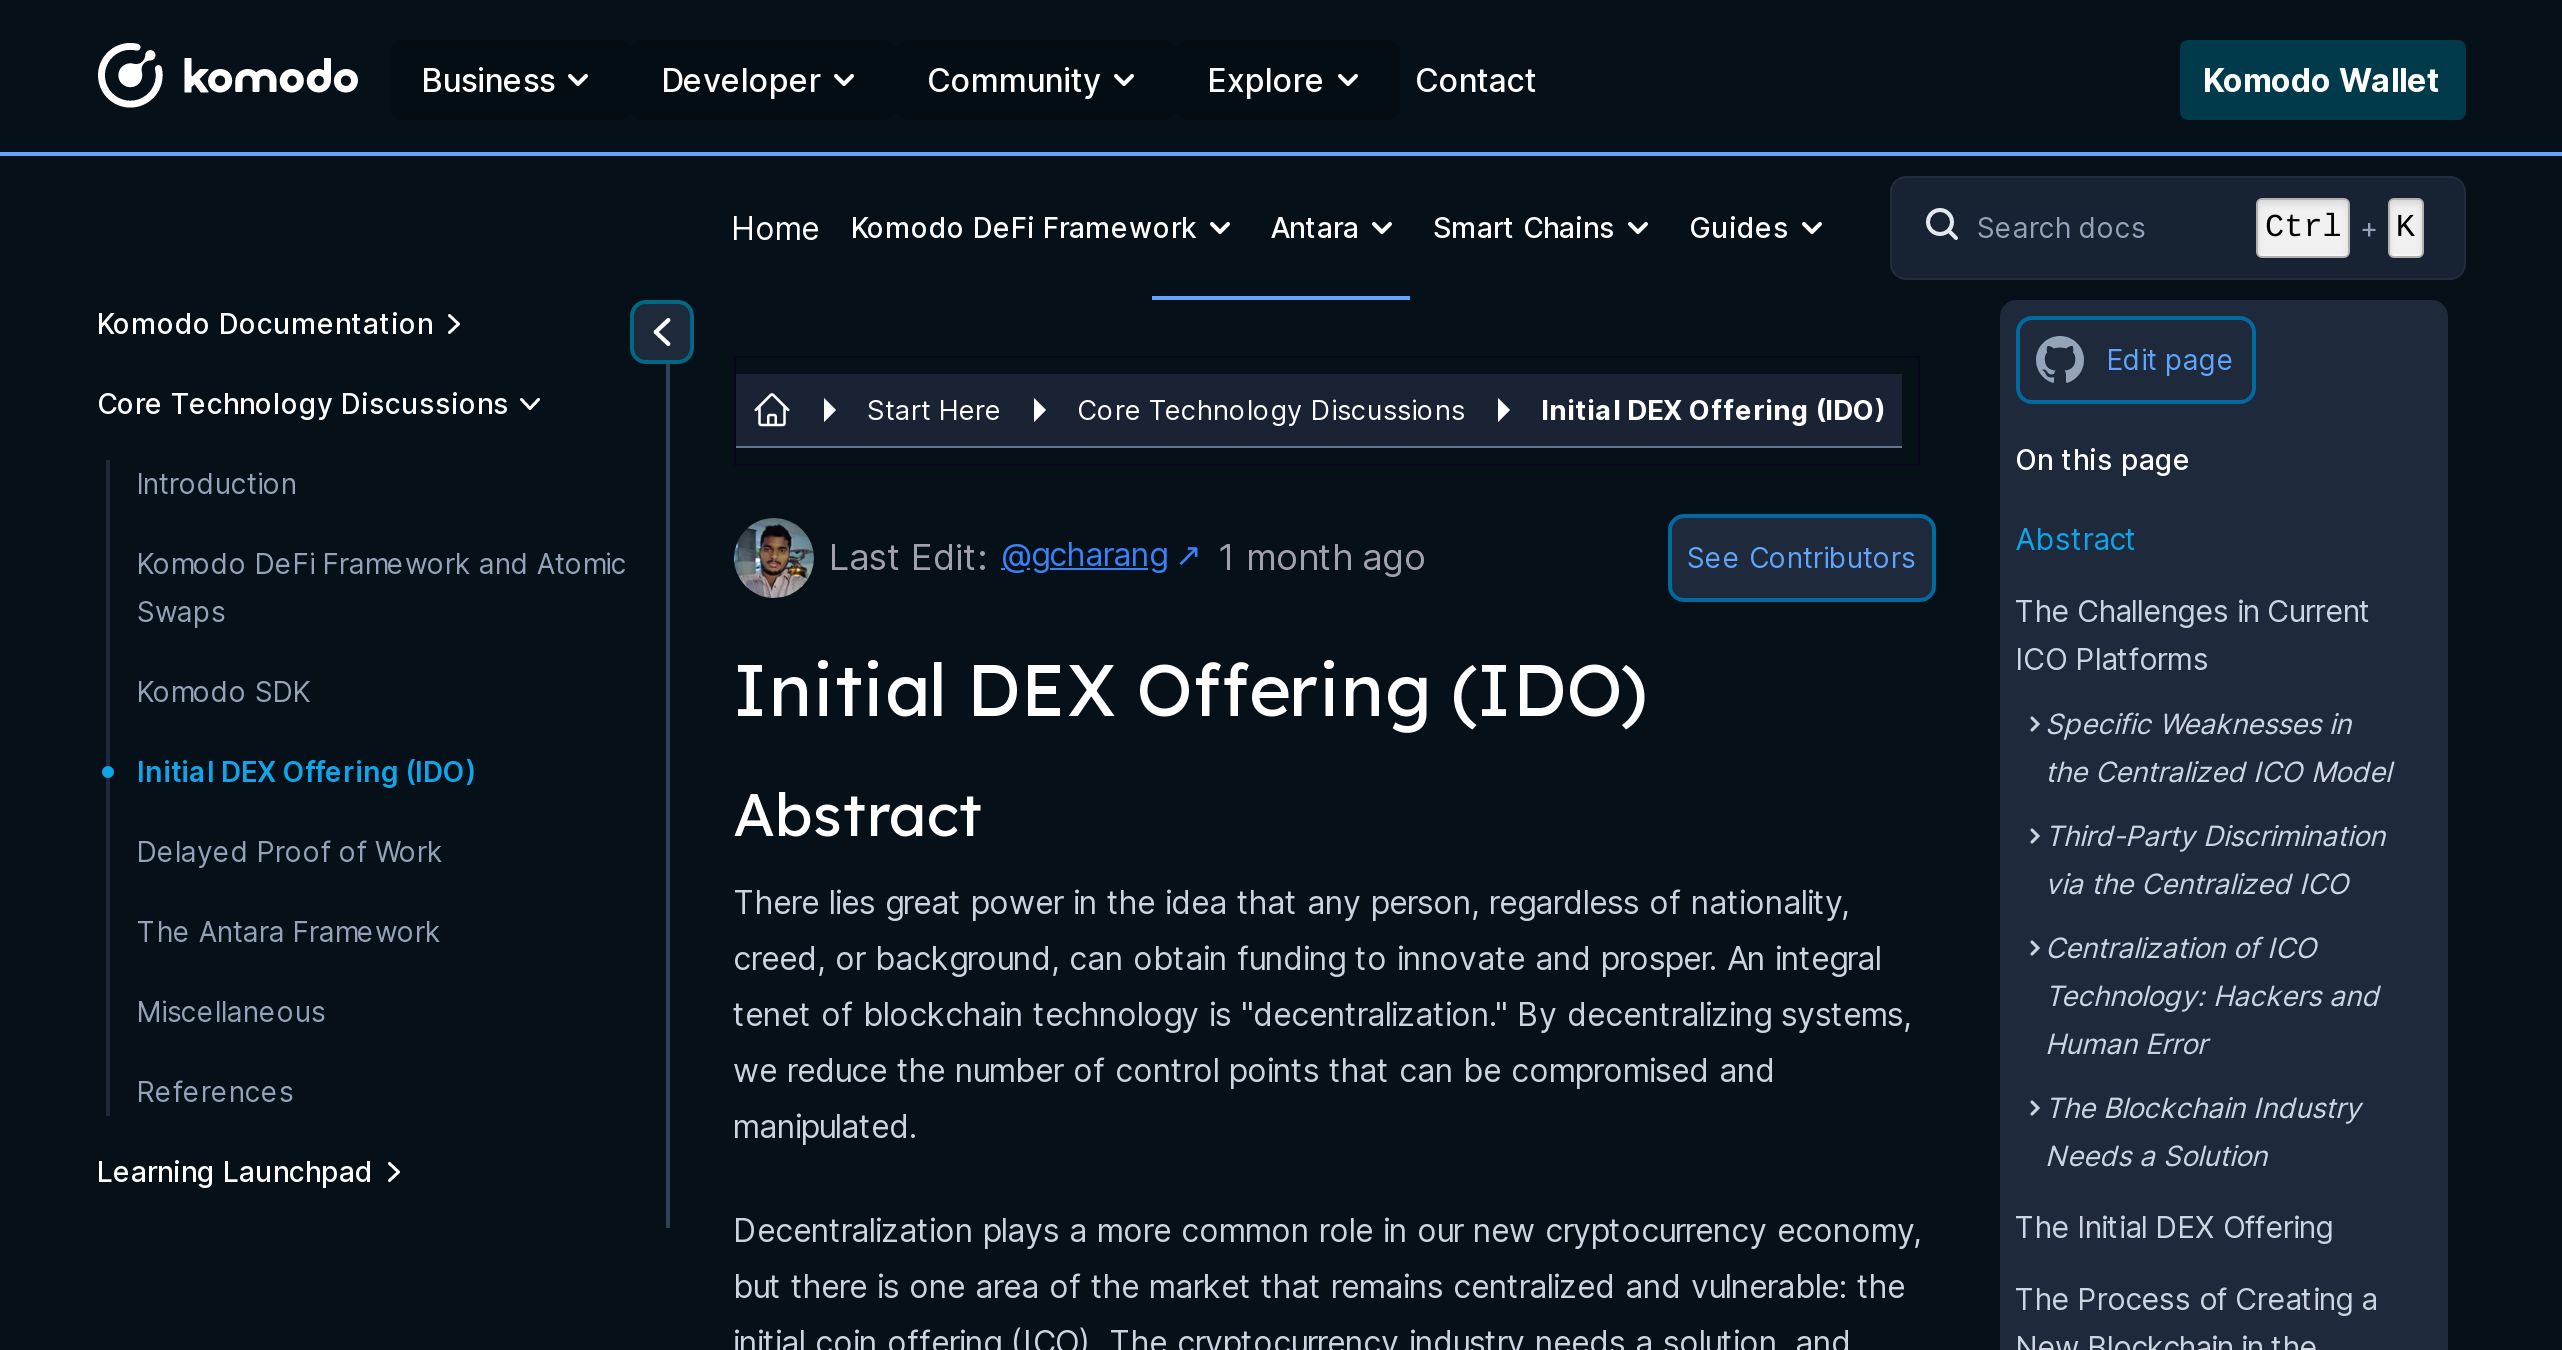 komodo
Business
Developer
Community
Explore
Contact
Komodo Wallet
Home
Komodo DeFi Framework
Antara
Smart Chains
Guides
Search docs
Ctrl + K
Komodo Documentation
Core Technology Discussions
Introduction
Komodo DeFi Framework and Atomic
Swaps
Komodo SDK
Initial DEX Offering (IDO)
Delayed Proof of Work
The Antara Framework
Miscellaneous
References
Learning Launchpad
Start Here
Core Technology Discussions
Initial DEX Offering (IDO)
Last Edit: @gcharang ↗ 1 month ago
See Contributors
Initial DEX Offering (IDO)
Abstract
There lies great power in the idea that any person, regardless of nationality,
creed, or background, can obtain funding to innovate and prosper. An integral
tenet of blockchain technology is "decentralization." By decentralizing systems,
we reduce the number of control points that can be compromised and
manipulated.
Decentralization plays a more common role in our new cryptocurrency economy,
but there is one area of the market that remains centralized and vulnerable: the
initial coin offering (ICO). The cryptocurrency industry needs a solution, and
Edit page
On this page
Abstract
The Challenges in Current
ICO Platforms
Specific Weaknesses in
the Centralized ICO Model
Third-Party Discrimination
via the Centralized ICO
Centralization of ICO
Technology: Hackers and
Human Error
The Blockchain Industry
Needs a Solution
The Initial DEX Offering
The Process of Creating a
New Blockchain in the